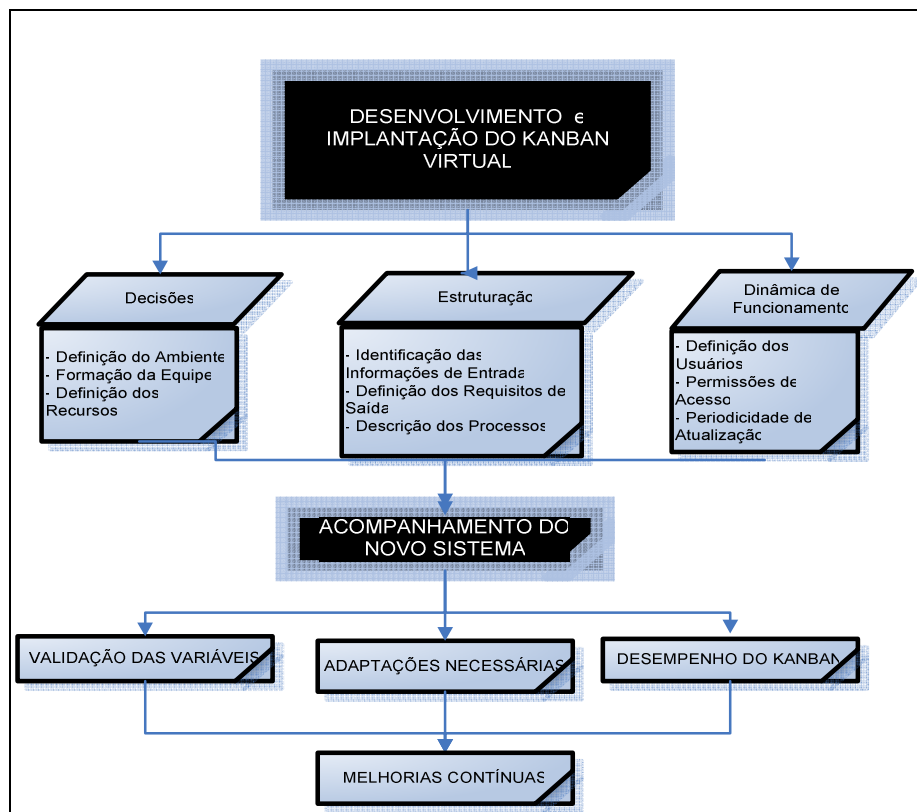 DESENVOLVIMENTO e
IMPLANTAÇÃO DO KANBAN
VIRTUAL
Decisões
- Definição do Ambiente
- Formação da Equipe
- Definição dos
Recursos
Estruturação
- Identificação das
Informações de Entrada
- Definição dos Requisitos de
Saída
- Descrição dos Processos
Dinâmica de
Funcionamento
- Definição dos
Usuários
- Permissões de
Acesso
- Periodicidade de
Atualização
ACOMPANHAMENTO DO
NOVO SISTEMA
VALIDAÇÃO DAS VARIÁVEIS
ADAPTAÇÕES NECESSÁRIAS
DESEMPENHO DO KANBAN
MELHORIAS CONTÍNUAS